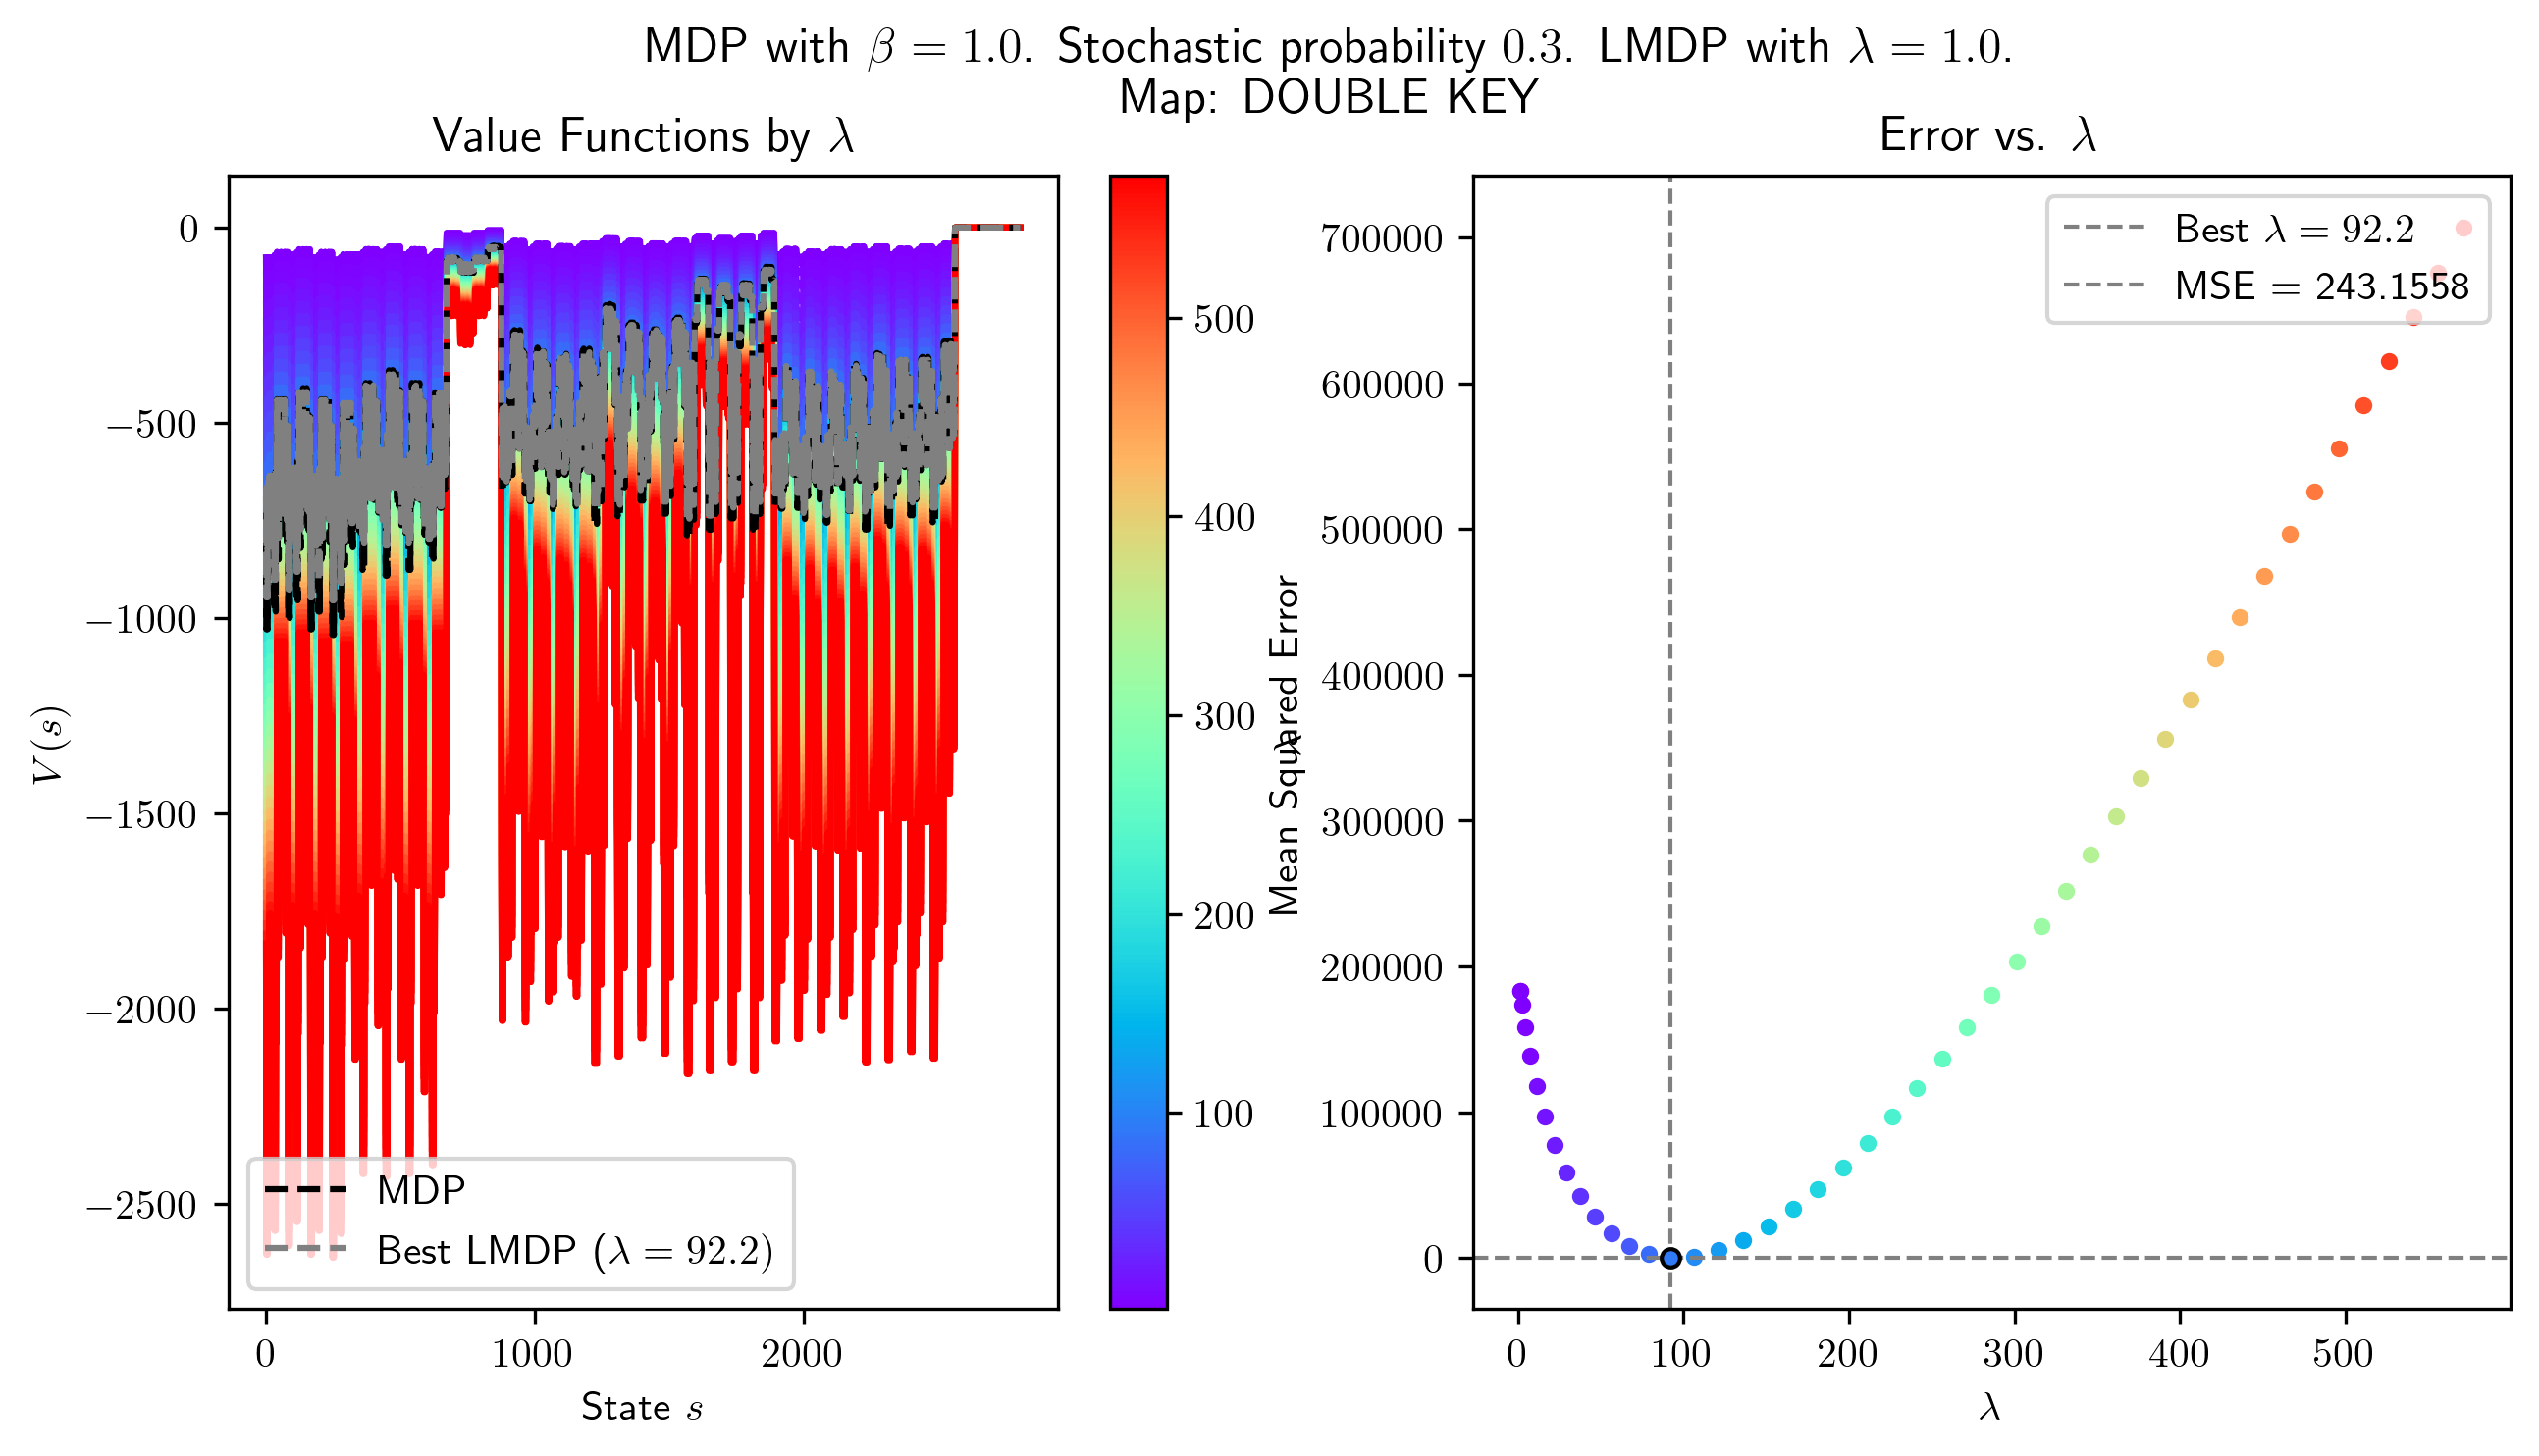 MDP with β = 1.0. Stochastic probability 0.3. LMDP with λ = 1.0.
Map: DOUBLE KEY
Value Functions by λ
V(s)
0
−500
−1000
−1500
−2000
−2500
MDP
Best LMDP (λ = 92.2)
0
1000
2000
State s
500
400
300
200
100
λ
Error vs. λ
Mean Squared Error
700000
600000
500000
400000
300000
200000
100000
0
Best λ = 92.2
MSE = 243.1558
0
100
200
300
400
500
λ